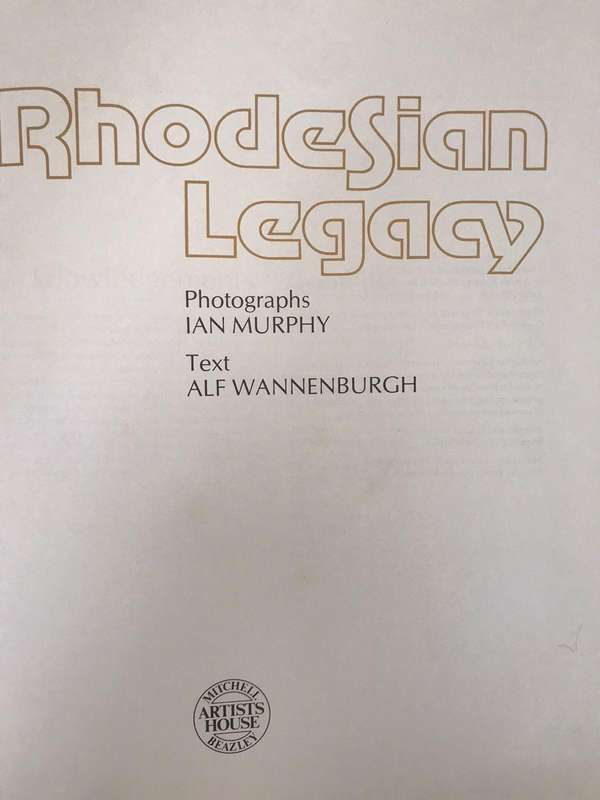 Rhodesian
Legacy
Photographs
IAN MURPHY
Text
ALF WANNENBURGH
MITCHELL
ARTISTS
HOUSE
BEAZLEY